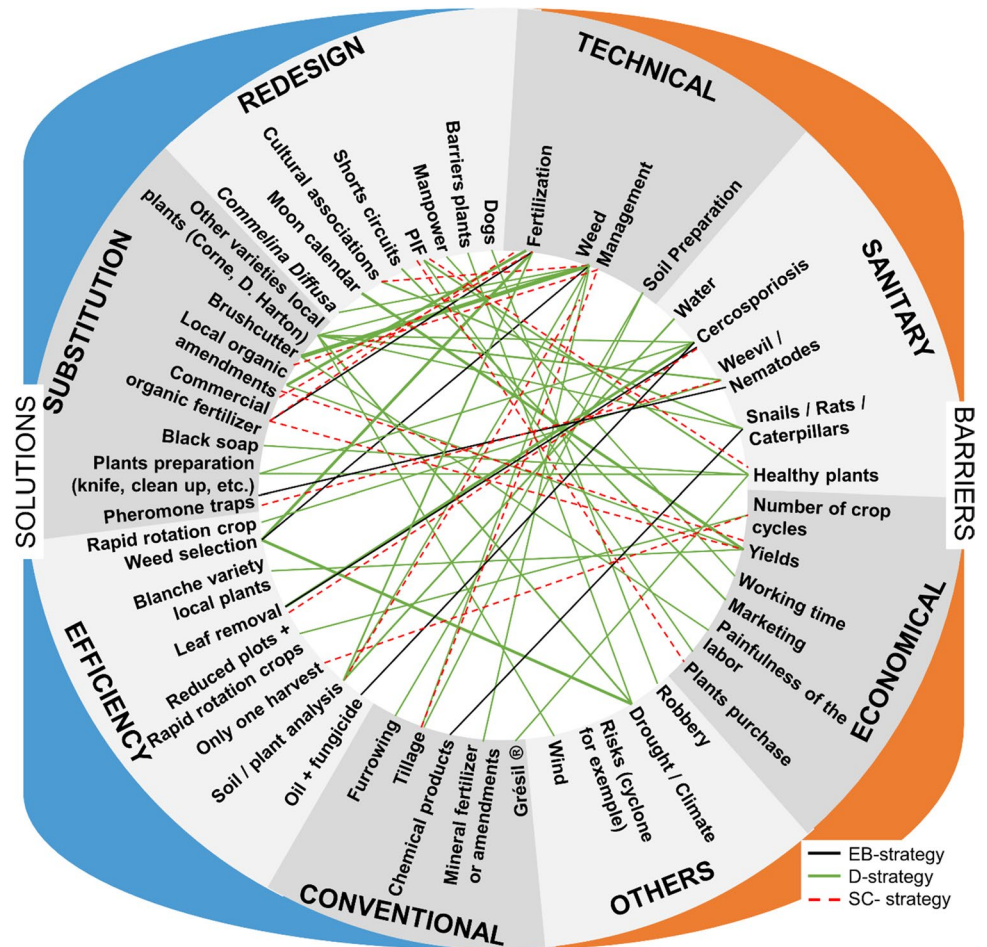 REDESIGN
Cultural associations
Moon calendar
Shorts circuits
PIF
Manpower
Barriers plants
Dogs
TECHNICAL
Fertilization
Weed
Management
Soil Preparation
SANITARY
Water
Cercosporiosis
Weevil /
Nematodes
Snails / Rats /
Caterpillars
Healthy plants
BARRIERS
ECONOMICAL
Number of crop
cycles
Yields
Working time
Marketing
Painfulness of the
labor
Plants purchase
OTHERS
Robbery
Drought / Climate
Risks (cyclone
for exemple)
Wind
CONVENTIONAL
Grésil ®
Mineral fertilizer
or amendments
Chemical products
Tillage
Furrowing
EFFICIENCY
Oil + fungicide
Soil / plant analysis
Only one harvest
Reduced plots +
Rapid rotation crops
Leaf removal
Blanche variety
local plants
Weed selection
Rapid rotation crop
SOLUTIONS
SUBSTITUTION
Pheromone traps
Plants preparation
(knife, clean up, etc.)
Black soap
Commercial
organic fertilizer
Local organic
amendments
Brushcutter
Other varieties local
plants (Corne, D. Harton)
Commelina Diffusa
EB-strategy
D-strategy
SC- strategy